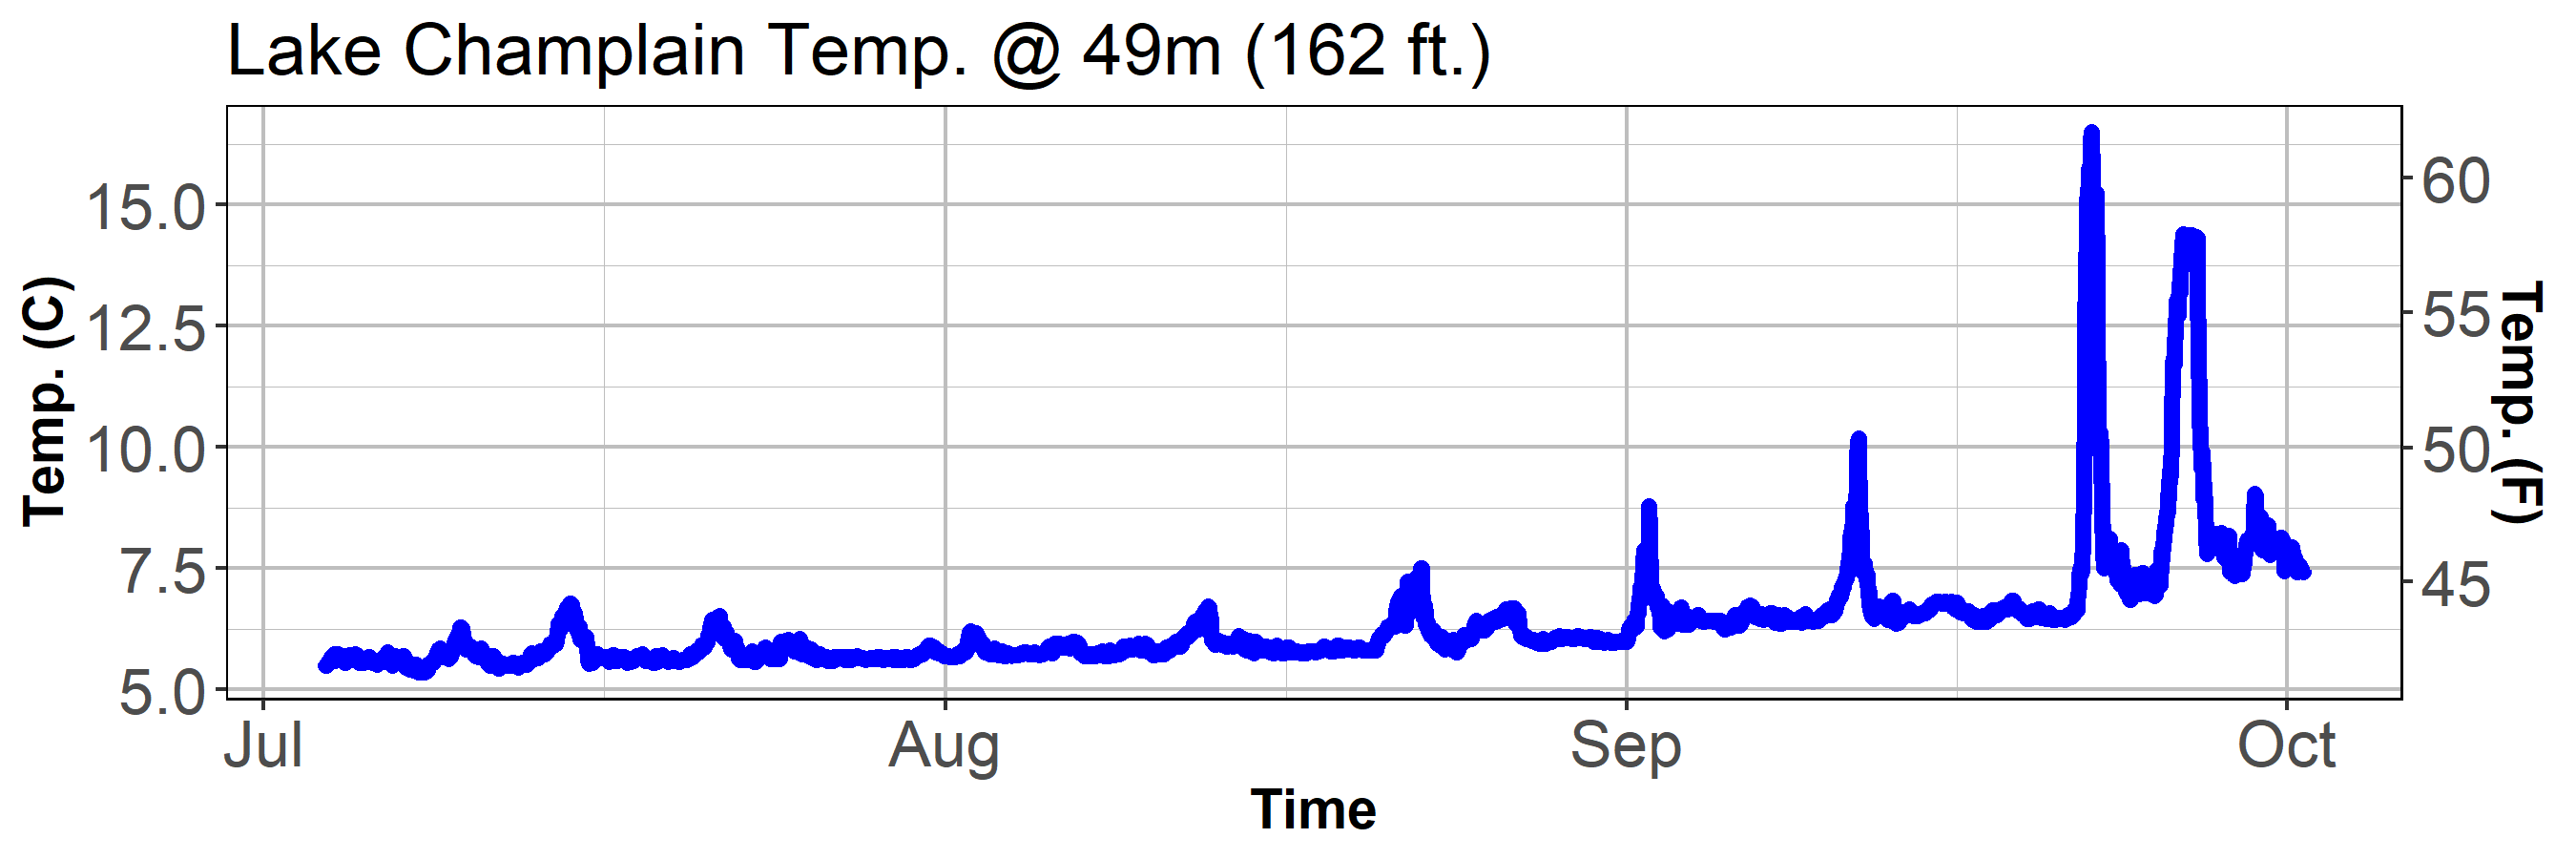 Lake Champlain Temp. @ 49m (162 ft.)
Temp. (C)
15.0
12.5
10.0
7.5
5.0
60
55
50
45
Temp. (F)
Jul Aug Sep Oct
Time